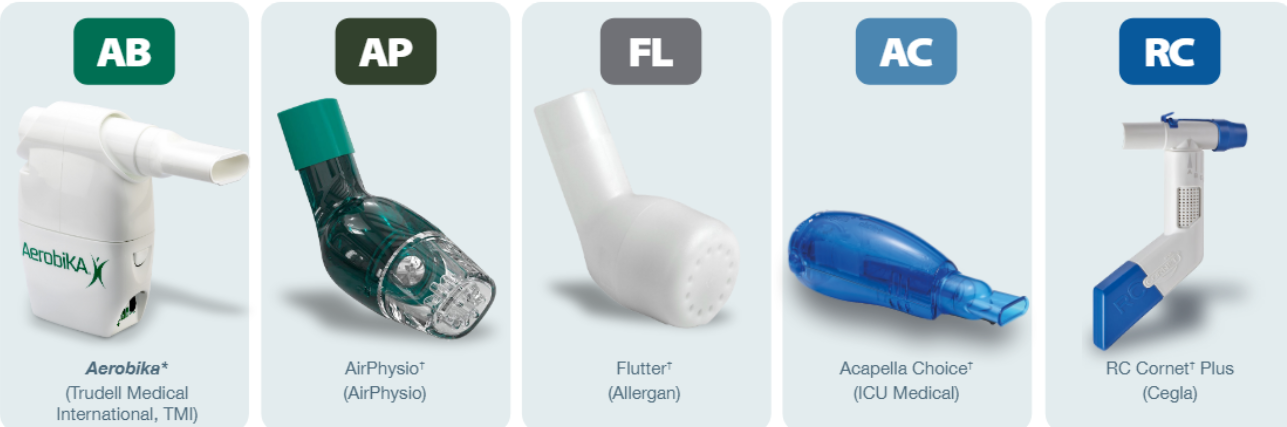 AB
AP
FL
AC
RC
AerobiKA
Aerobika*
(Trudell Medical
International, TMI)
AirPhysio†
(AirPhysio)
Flutter†
(Allergan)
Acapella Choice†
(ICU Medical)
RC Cornet† Plus
(Cegla)